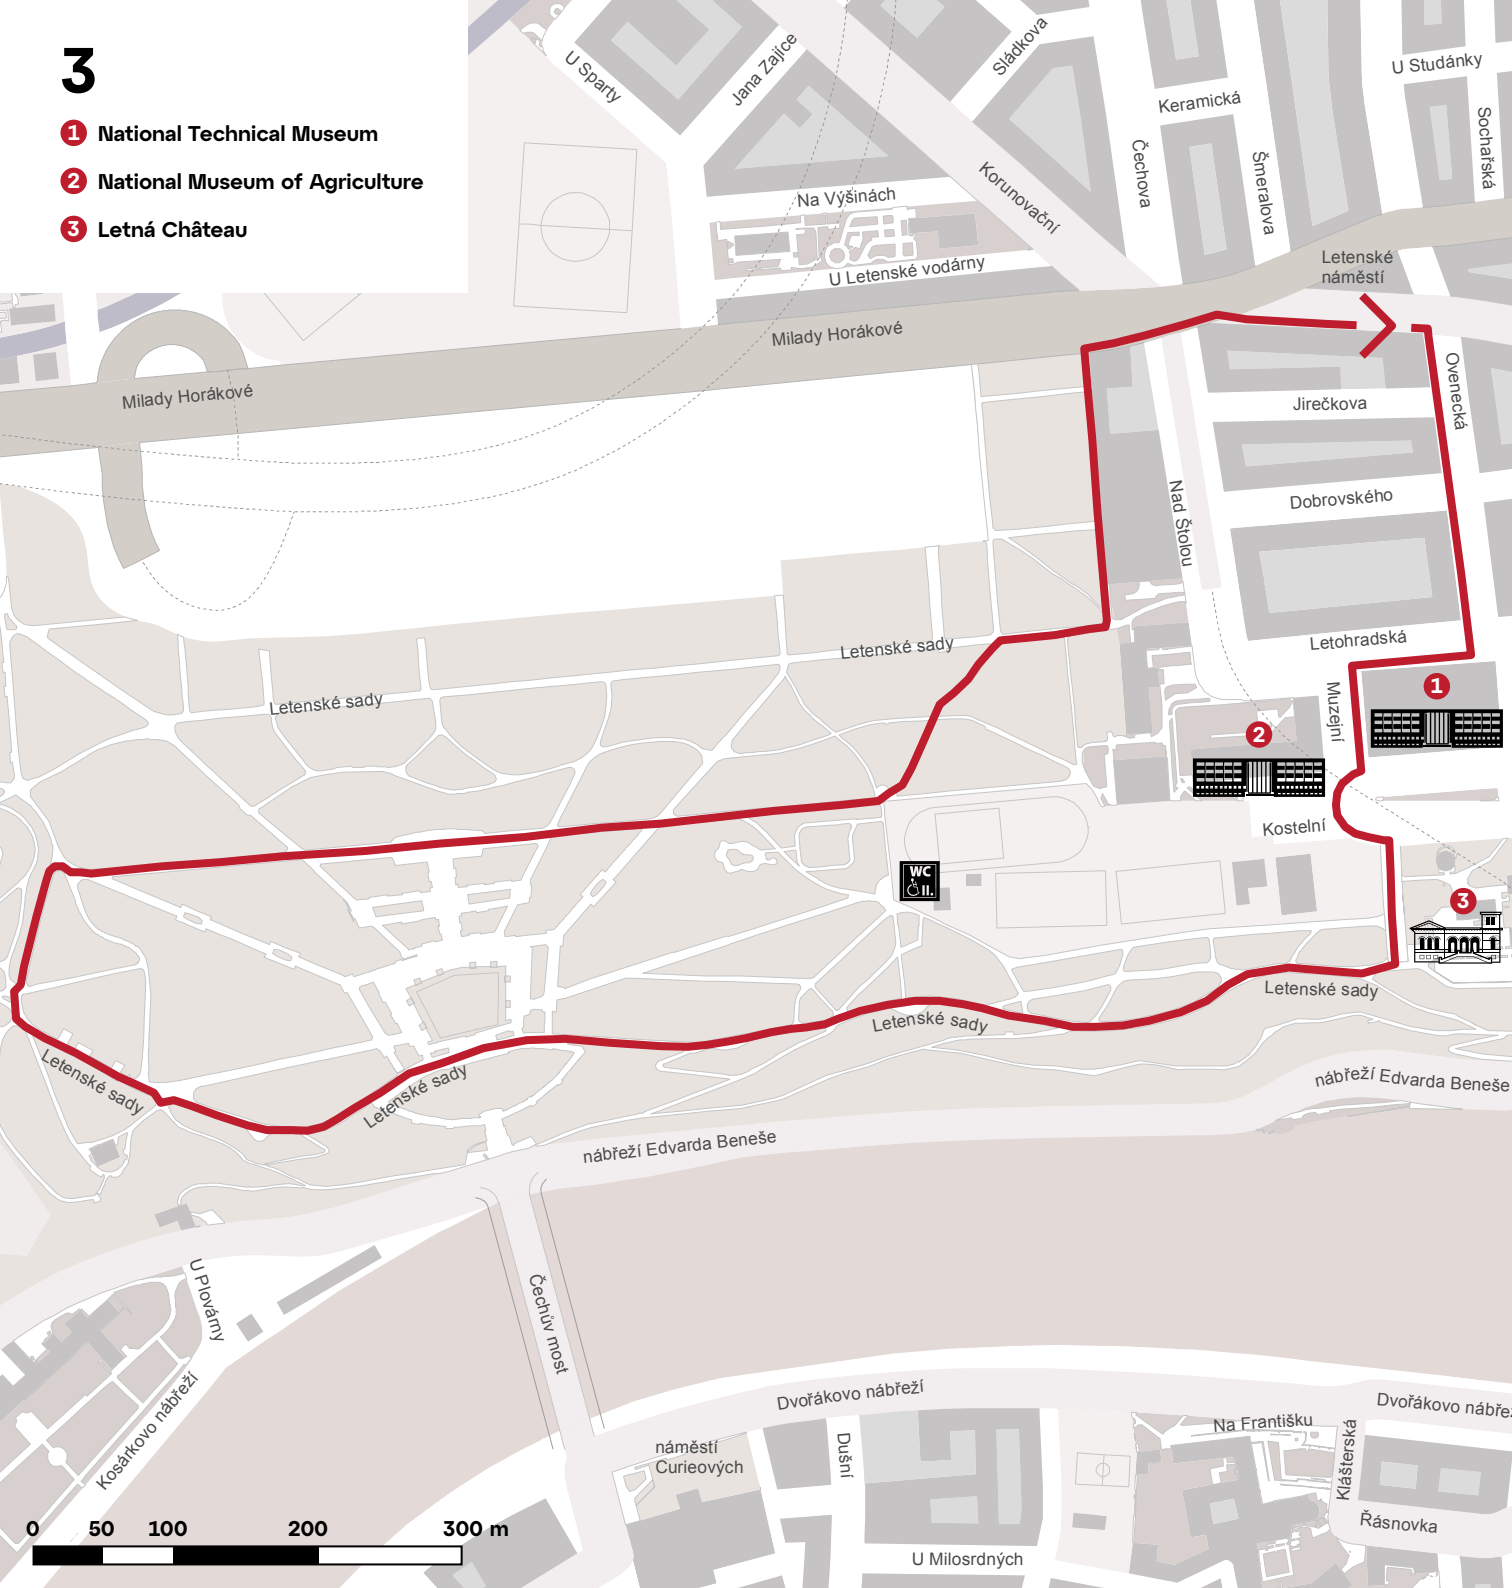 3
1 National Technical Museum
2 National Museum of Agriculture
3 Letná Château
U Sparty
Jana Zajíce
Sládkova
Keramická
U Studánky
Čechova
Šmeralova
Sochařská
Korunovační
Na Výšinách
U Letenské vodárny
Letenské
náměstí
Milady Horákové
Milady Horákové
Jirečkova
Ovenecká
Dobrovského
Nad Štolou
Letohradská
Letenské sady
Letenské sady
Muzejní
1
2
Kostelní
WC
II.
3
Letenské sady
Letenské sady
Letenské sady
Letenské sady
nábřeží Edvarda Beneše
nábřeží Edvarda Beneše
U Plovárny
Čechův most
Kosárkovo nábřeží
Dvořákovo nábřeží
Dvořákovo nábře
Na Františku
Klášterská
náměstí
Curieových
Dušní
Řásnovka
U Milosrdných
0 50 100 200 300 m